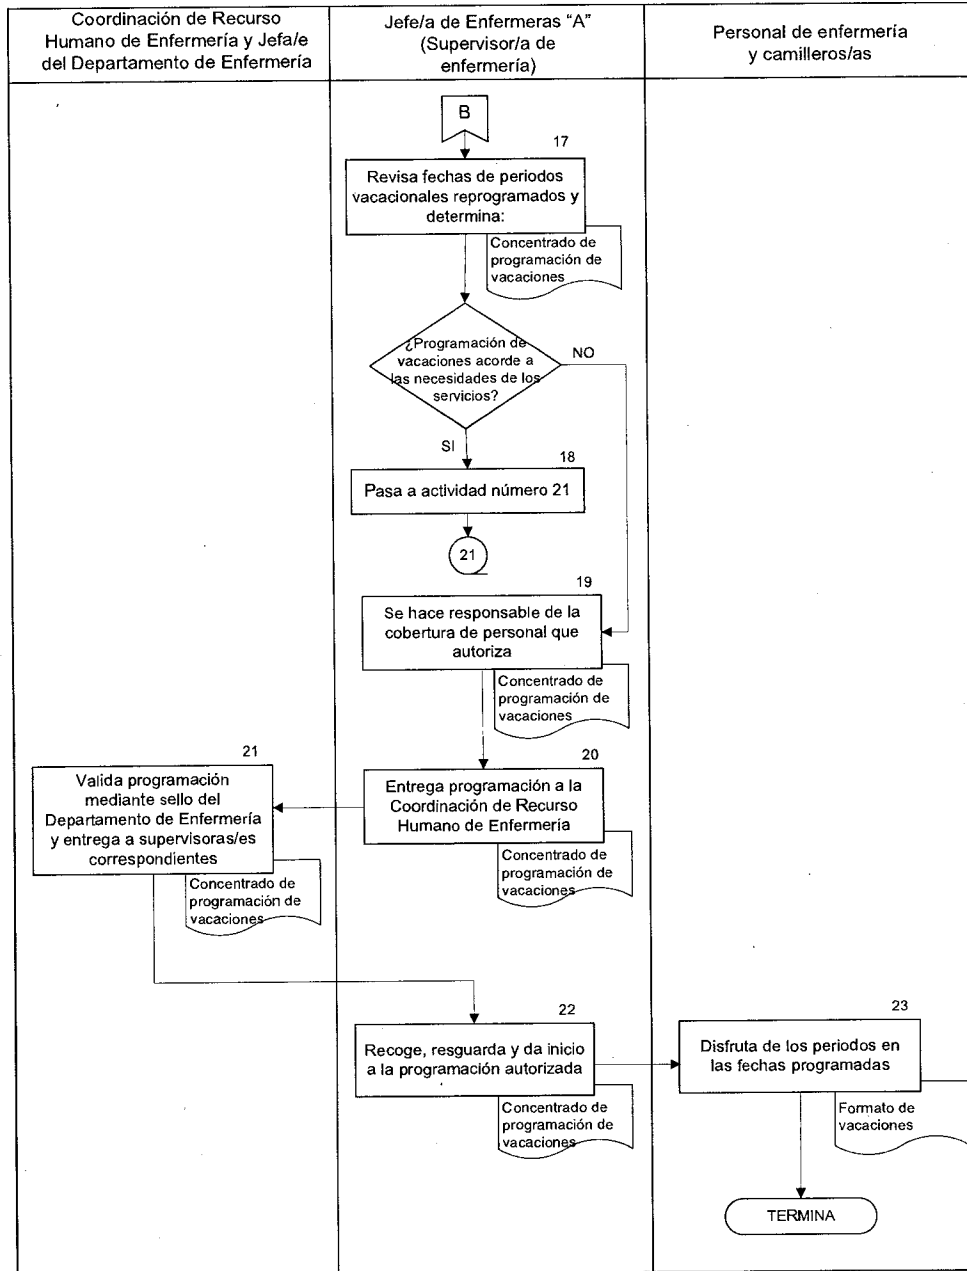 Coordinación de Recurso
Humano de Enfermería y Jefa/e
del Departamento de Enfermería
Jefe/a de Enfermeras “A”
(Supervisor/a de
enfermería)
Personal de enfermería
y camilleros/as
B
17
Revisa fechas de periodos
vacacionales reprogramados y
determina:
Concentrado de
programación de
vacaciones
¿Programación de
vacaciones acorde a
las necesidades de los
servicios?
NO
SI
18
Pasa a actividad número 21
21
19
Se hace responsable de la
cobertura de personal que
autoriza
Concentrado de
programación de
vacaciones
20
Entrega programación a la
Coordinación de Recurso
Humano de Enfermería
Concentrado de
programación de
vacaciones
21
Valida programación
mediante sello del
Departamento de Enfermería
y entrega a supervisoras/es
correspondientes
Concentrado de
programación de
vacaciones
22
Recoge, resguarda y da inicio
a la programación autorizada
Concentrado de
programación de
vacaciones
23
Disfruta de los periodos en
las fechas programadas
Formato de
vacaciones
TERMINA